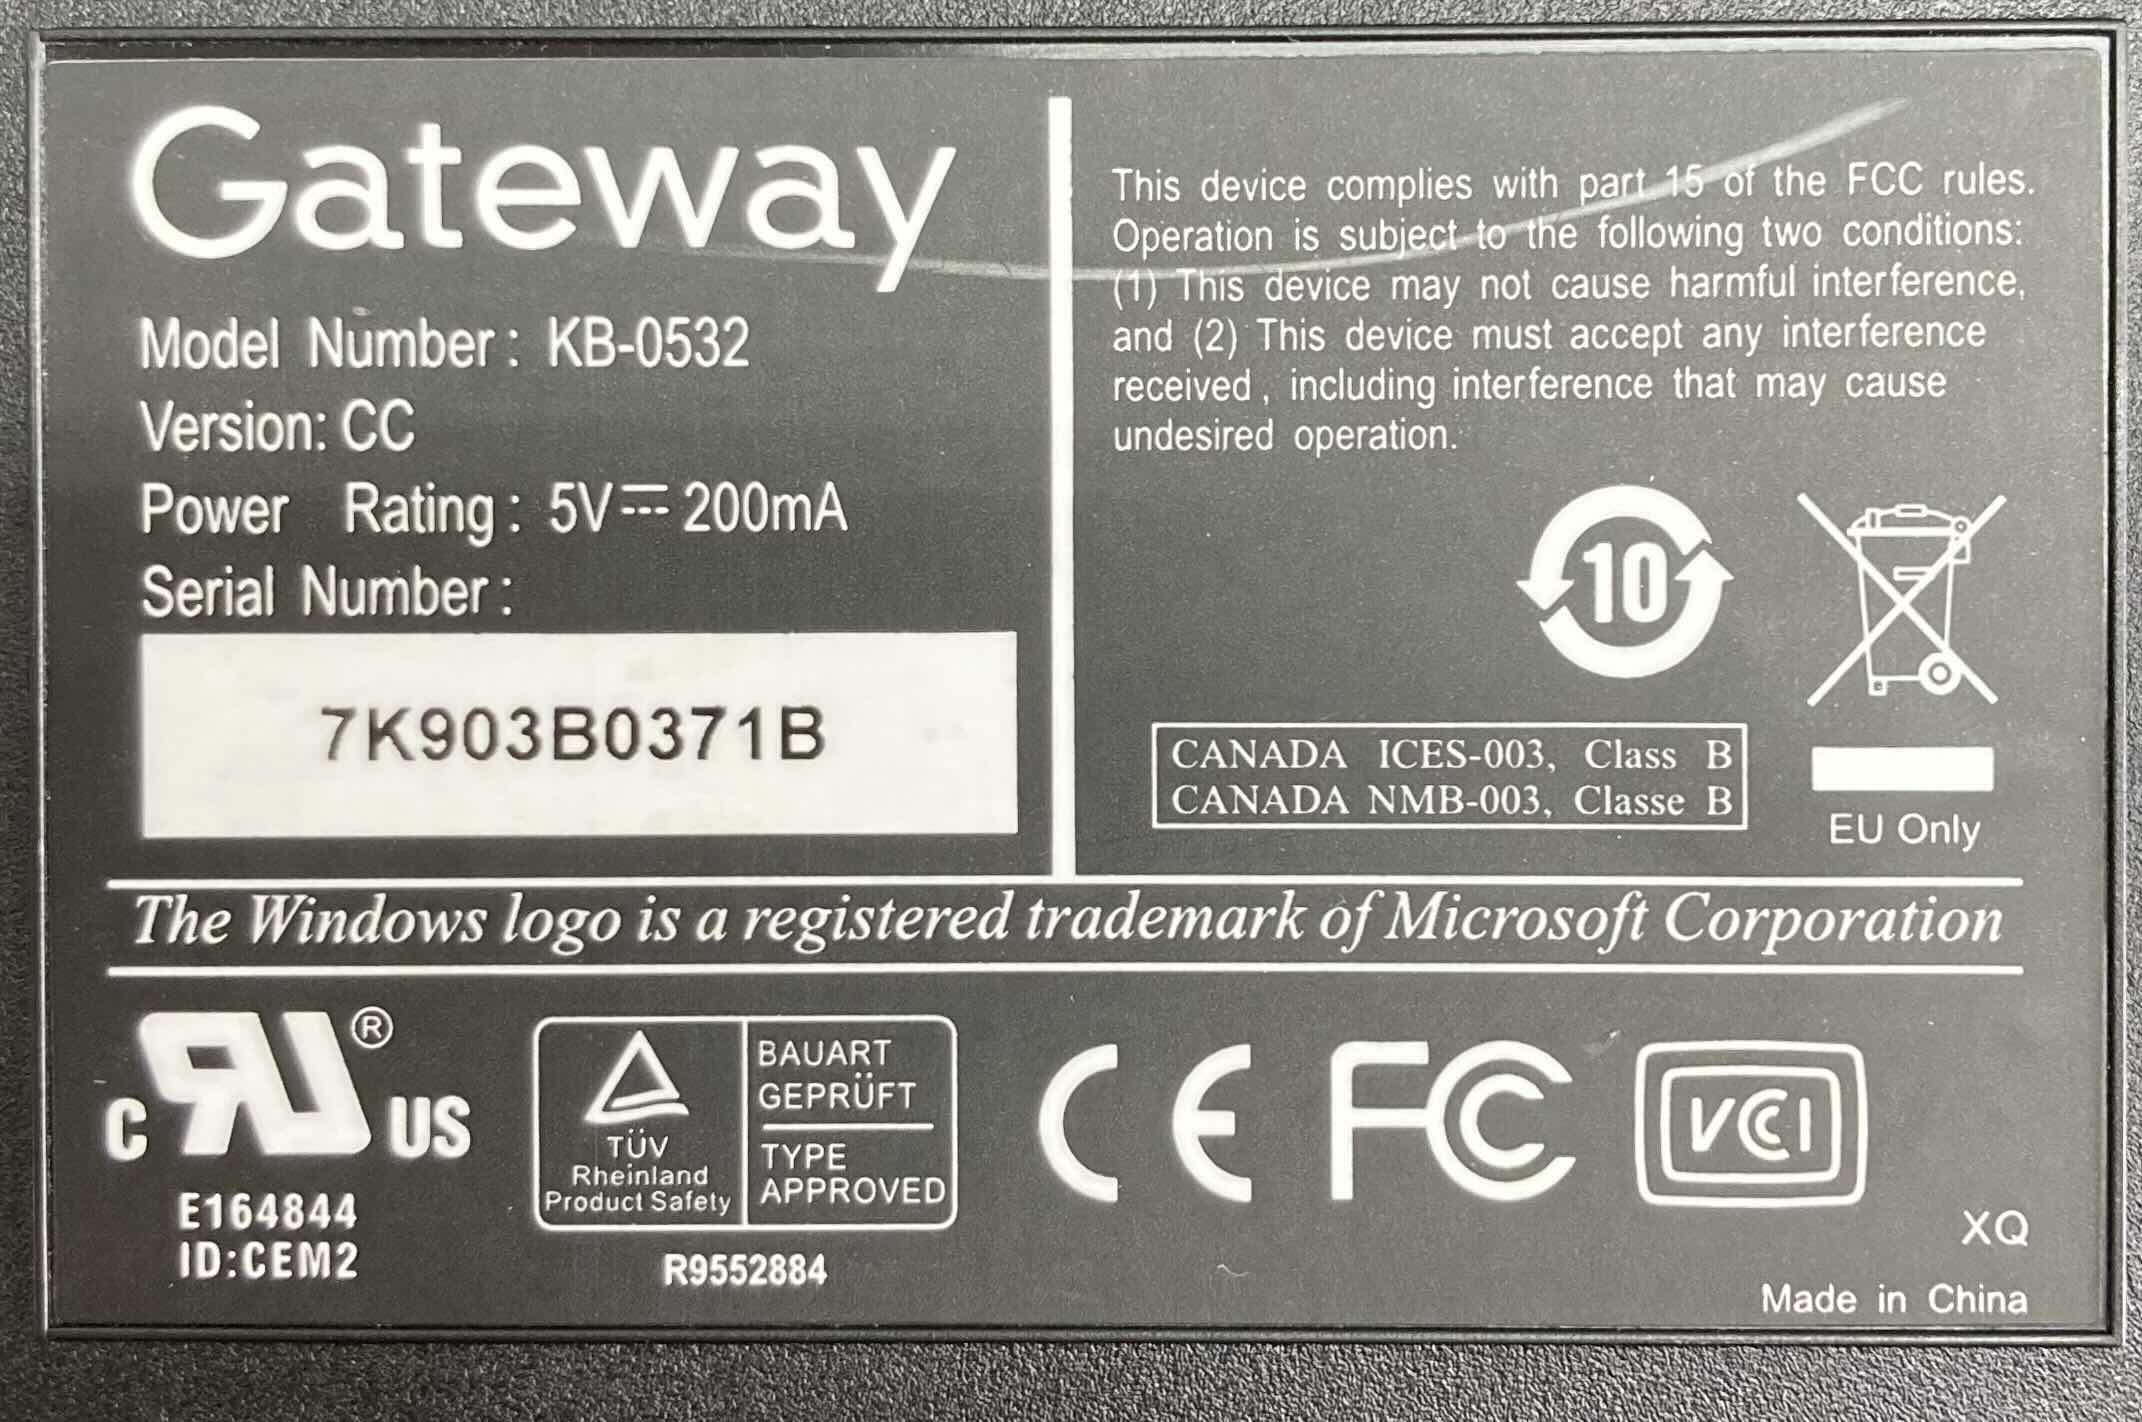 Gateway
Model Number: KB-0532
Version: CC
Power Rating: 5V⎓200mA
Serial Number:
7K903B0371B
This device complies with part 15 of the FCC rules.
Operation is subject to the following two conditions:
(1) This device may not cause harmful interference,
and (2) This device must accept any interference
received, including interference that may cause
undesired operation.
10
CANADA ICES-003, Class B
CANADA NMB-003, Classe B
EU Only
The Windows logo is a registered trademark of Microsoft Corporation
c RU® US
E164844
ID:CEM2
TÜV
Rheinland
Product Safety
BAUART
GEPRÜFT
TYPE
APPROVED
R9552884
CE
FC
VCCI
XQ
Made in China